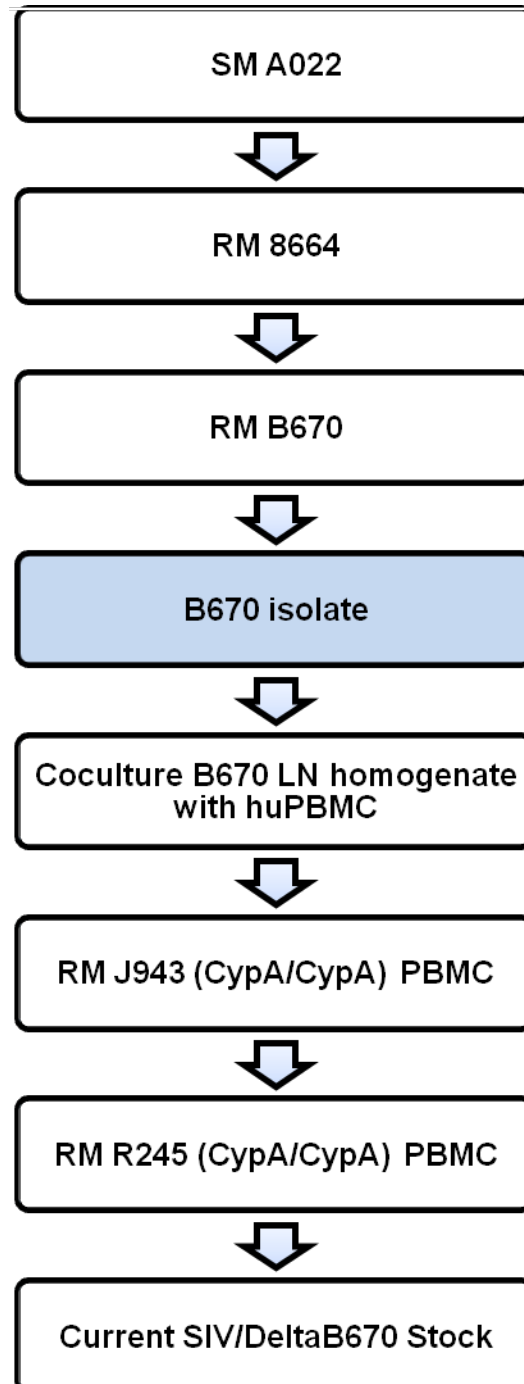 SM A022
RM 8664
RM B670
B670 isolate
Coculture B670 LN homogenate
with huPBMC
RM J943 (CypA/CypA) PBMC
RM R245 (CypA/CypA) PBMC
Current SIV/DeltaB670 Stock